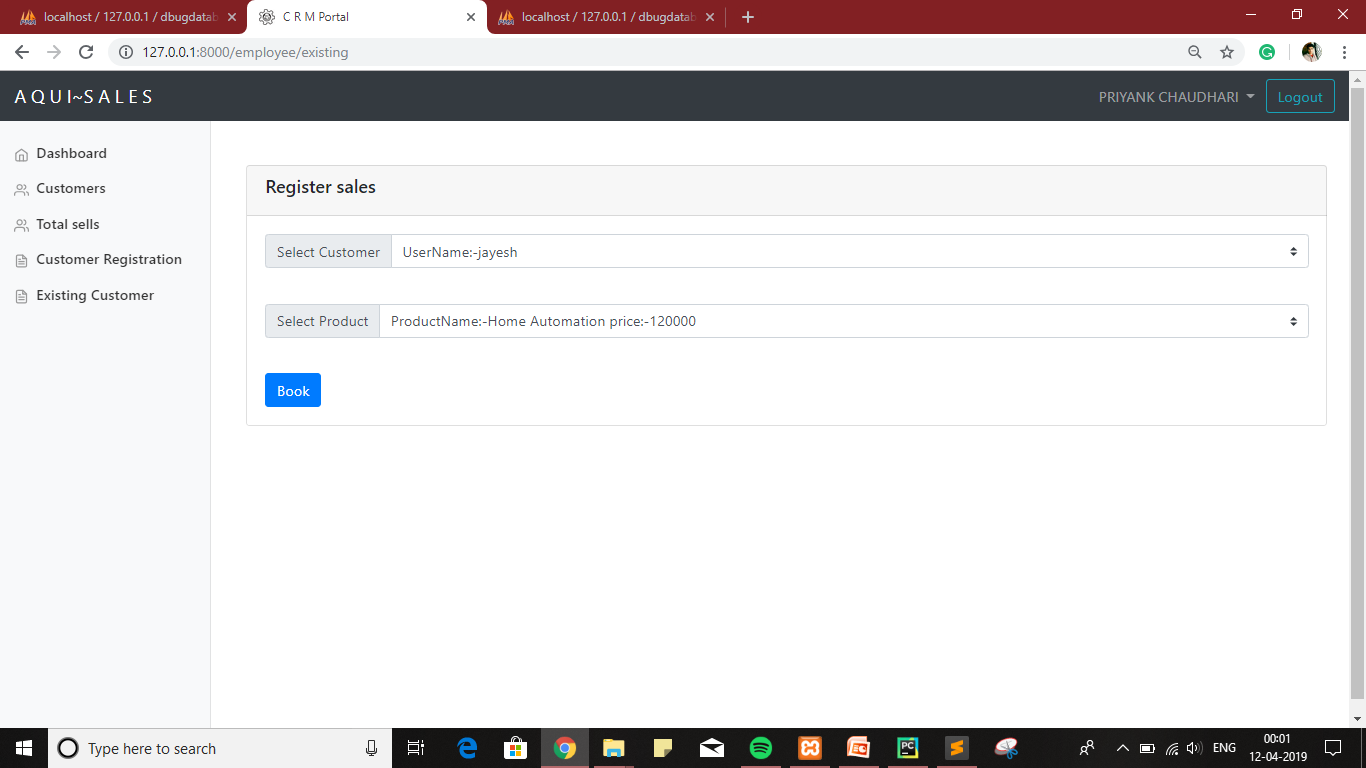 localhost / 127.0.0.1 / dbugdatab
C R M Portal
localhost / 127.0.0.1 / dbugdatab
127.0.0.1:8000/employee/existing
A Q U I~S A L E S
PRIYANK CHAUDHARI
Logout
Dashboard
Customers
Total sells
Customer Registration
Existing Customer
Register sales
Select Customer
UserName:-jayesh
Select Product
ProductName:-Home Automation price:-120000
Book
Type here to search
ENG
00:01
12-04-2019